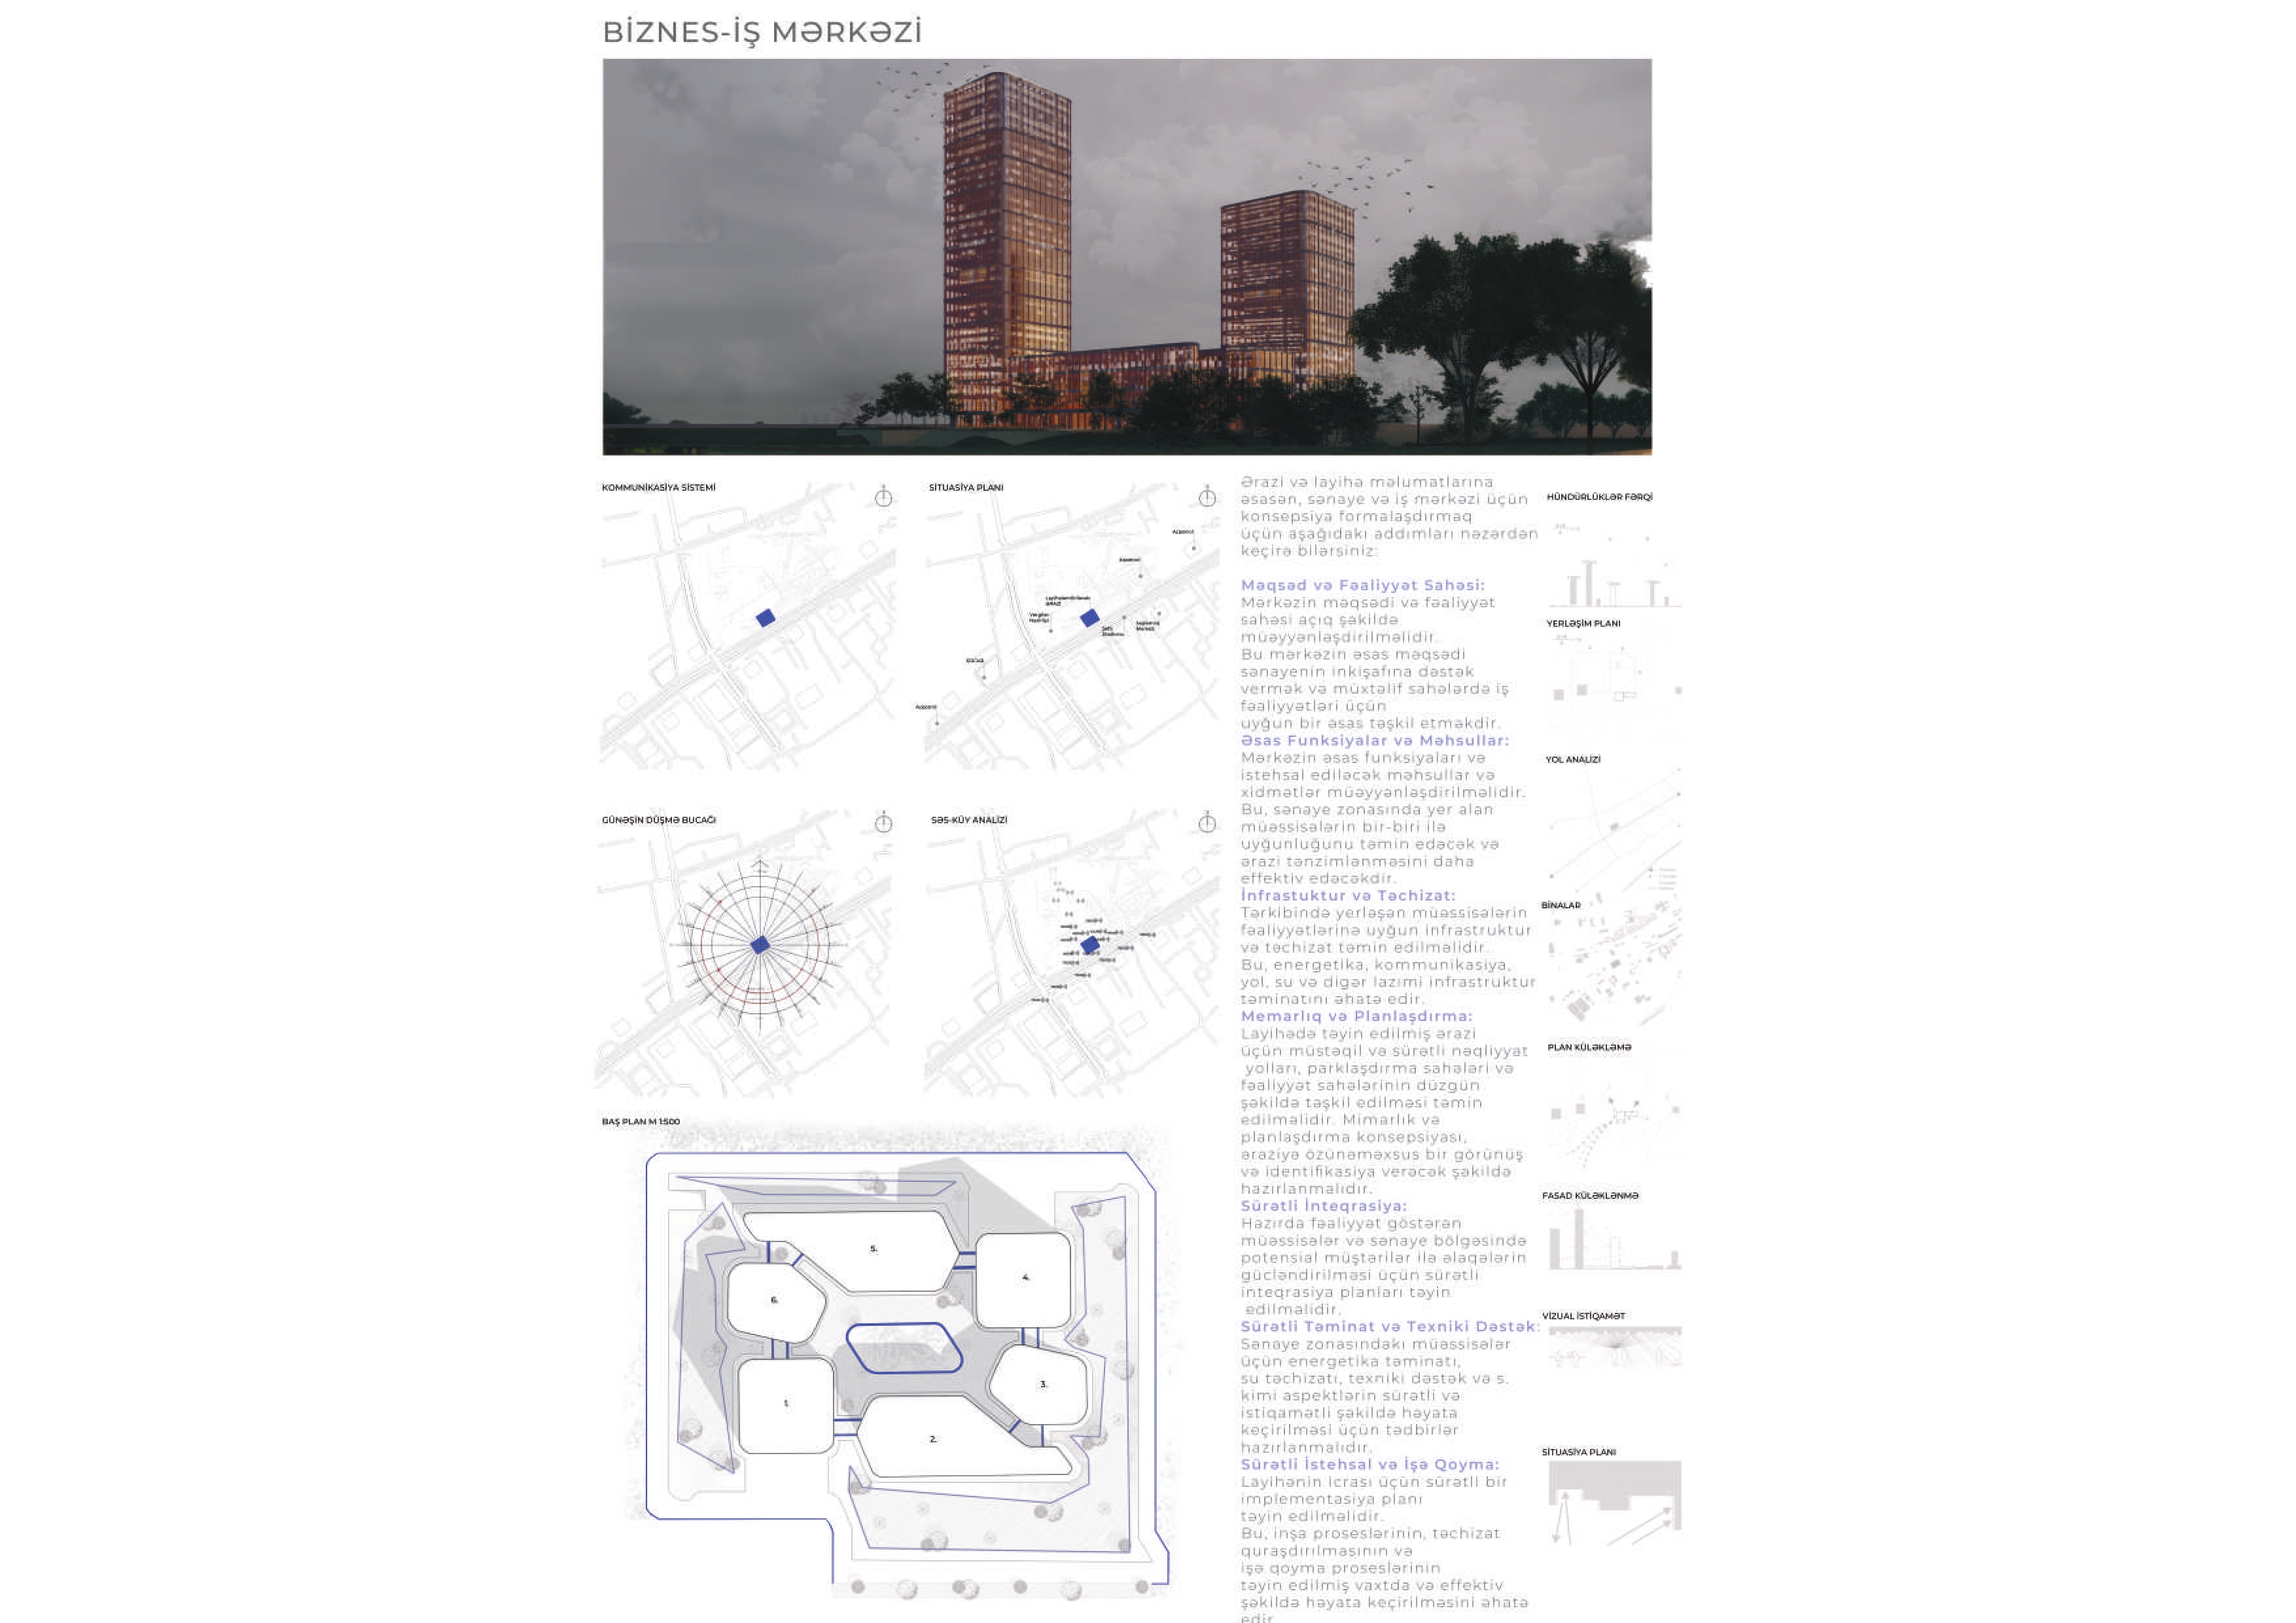 BİZNES-İŞ MƏRKƏZİ
KOMMUNİKASİYA SİSTEMİ
SİTUASİYA PLANI
Layihələndiriləcək
ƏRAZİ
Vergilər
Nazirliyi
GÜNƏŞİN DÜŞMƏ BUCAĞI
SƏS-KÜY ANALİZİ
BAŞ PLAN M 1:500
5.
4.
6.
3.
1.
2.
Ərazi və layihə məlumatlarına
əsasən, sənaye və iş mərkəzi üçün
konsepsiya formalaşdırmaq
üçün aşağıdakı addımları nəzərdən
keçirə bilərsiniz:
Məqsəd və Fəaliyyət Sahəsi:
Mərkəzin məqsədi və fəaliyyət
sahəsi açıq şəkildə
müəyyənləşdirilməlidir.
Bu mərkəzin əsas məqsədi
sənayenin inkişafına dəstək
vermək və müxtəlif sahələrdə iş
fəaliyyətləri üçün
uyğun bir əsas təşkil etməkdir.
Əsas Funksiyalar və Məhsullar:
Mərkəzin əsas funksiyaları və
istehsal ediləcək məhsullar və
xidmətlər müəyyənləşdirilməlidir.
Bu, sənaye zonasında yer alan
müəssisələrin bir-biri ilə
uyğunluğunu təmin edəcək və
ərazi tənzimlənməsini daha
effektiv edəcəkdir.
İnfrastuktur və Təchizat:
Tərkibində yerləşən müəssisələrin
fəaliyyətlərinə uyğun infrastruktur
və təchizat təmin edilməlidir.
Bu, energetika, kommunikasiya,
yol, su və digər lazımi infrastruktur
təminatını əhatə edir.
Memarlıq və Planlaşdırma:
Layihədə təyin edilmiş ərazi
üçün müstəqil və sürətli nəqliyyat
yolları, parklaşdırma sahələri və
fəaliyyət sahələrinin düzgün
şəkildə təşkil edilməsi təmin
edilməlidir. Mimarlık və
planlaşdırma konsepsiyası,
əraziyə özünəməxsus bir görünüş
və identifikasiya verəcək şəkildə
hazırlanmalıdır.
Sürətli İnteqrasiya:
Hazırda fəaliyyət göstərən
müəssisələr və sənaye bölgəsində
potensial müştərilər ilə əlaqələrin
gücləndirilməsi üçün sürətli
inteqrasiya planları təyin
edilməlidir.
Sürətli Təminat və Texniki Dəstək:
Sənaye zonasındakı müəssisələr
üçün energetika təminatı,
su təchizatı, texniki dəstək və s.
kimi aspektlərin sürətli və
istiqamətli şəkildə həyata
keçirilməsi üçün tədbirlər
hazırlanmalıdır.
Sürətli İstehsal və İşə Qoyma:
Layihənin icrası üçün sürətli bir
implementasiya planı
təyin edilməlidir.
Bu, inşa proseslərinin, təchizat
quraşdırılmasının və
işə qoyma proseslərinin
təyin edilmiş vaxtda və effektiv
şəkildə həyata keçirilməsini əhatə
edir
HÜNDÜRLÜKLƏR FƏRQİ
YERLƏŞİM PLANI
YOL ANALİZİ
BİNALAR
PLAN KÜLƏKLƏMƏ
FASAD KÜLƏKLƏNMƏ
VİZUAL İSTİQAMƏT
SİTUASİYA PLANI